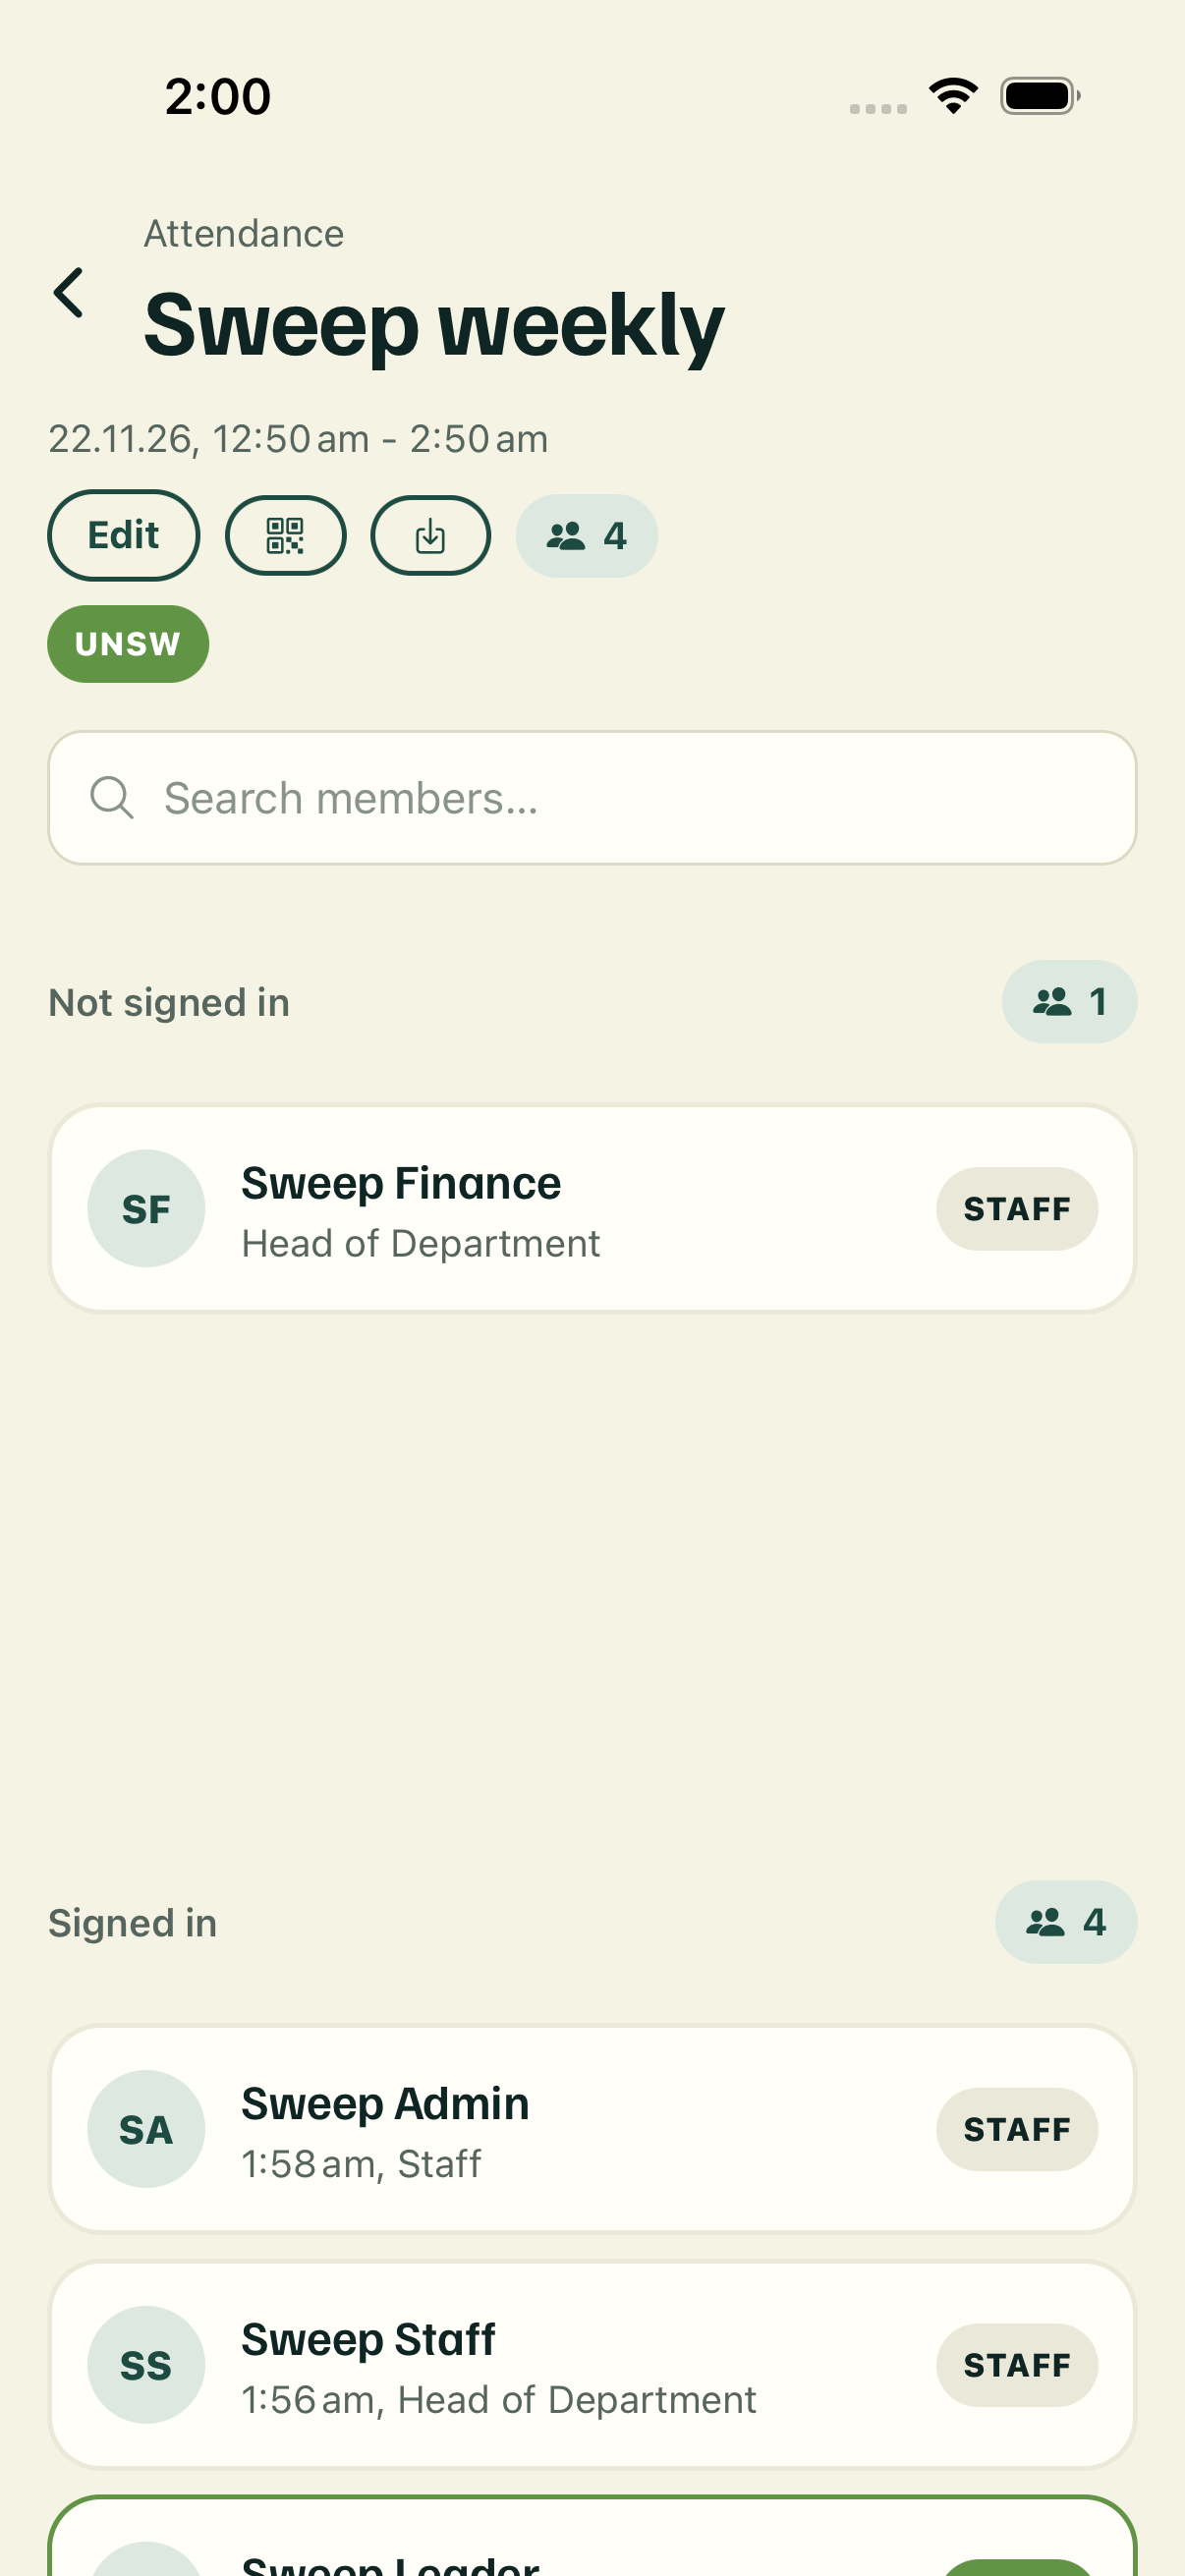 2:00
Attendance
Sweep weekly
22.11.26, 12:50 am - 2:50 am
Edit
4
UNSW
Search members...
Not signed in
1
SF
Sweep Finance
Head of Department
STAFF
Signed in
4
SA
Sweep Admin
1:58 am, Staff
STAFF
SS
Sweep Staff
1:56 am, Head of Department
STAFF
Sweep Leader